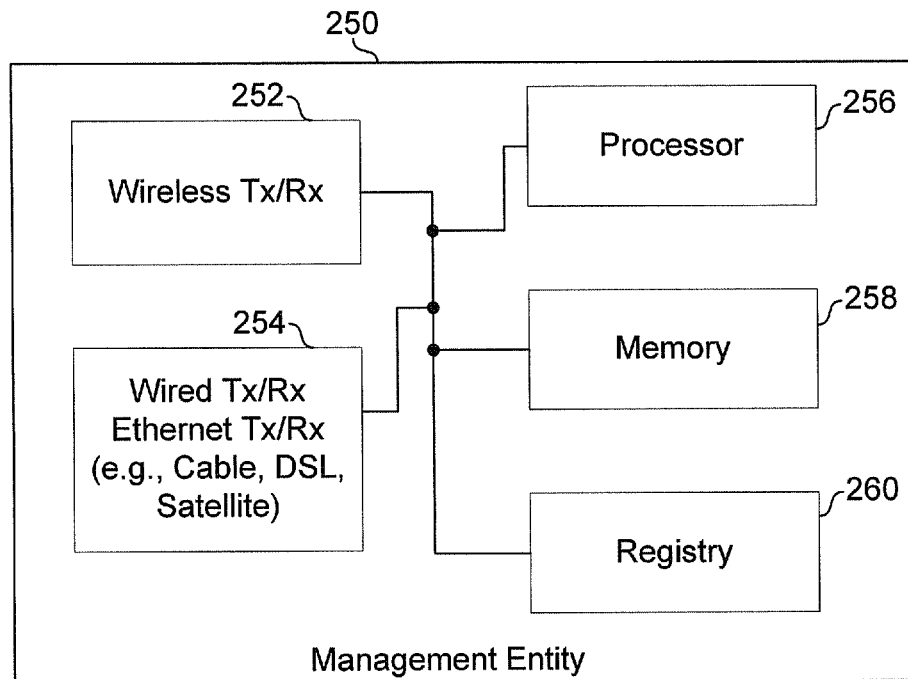 250
252
Wireless Tx/Rx
256
Processor
254
Wired Tx/Rx
Ethernet Tx/Rx
(e.g., Cable, DSL,
Satellite)
258
Memory
260
Registry
Management Entity